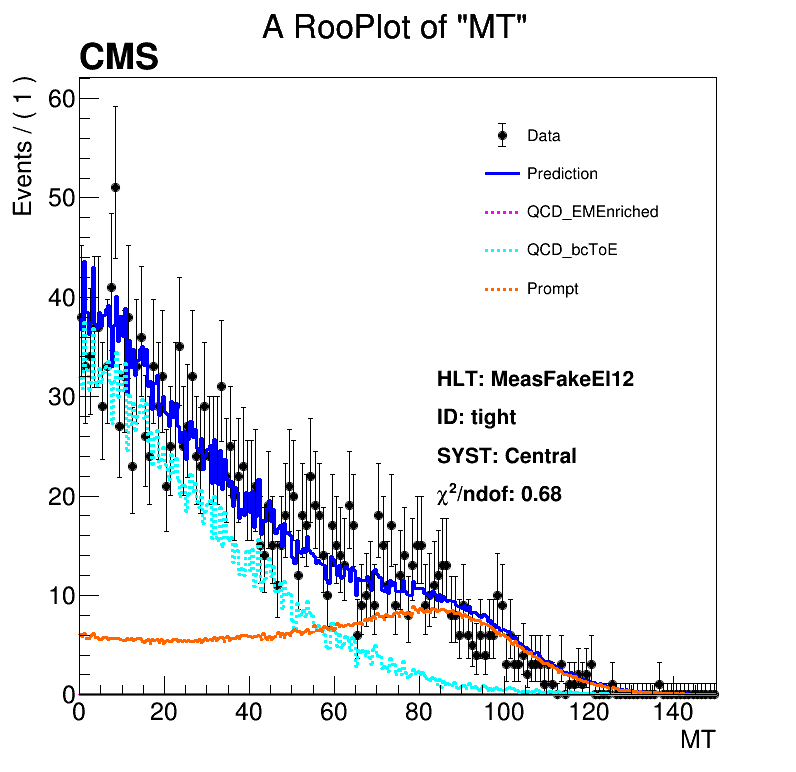 A RooPlot of "MT"
CMS
Events / ( 1 )
60
50
40
30
20
10
0
Data
Prediction
QCD_EMEnriched
QCD_bcToE
Prompt
HLT: MeasFakeEl12
ID: tight
SYST: Central
χ²/ndof: 0.68
0 20 40 60 80 100 120 140
MT